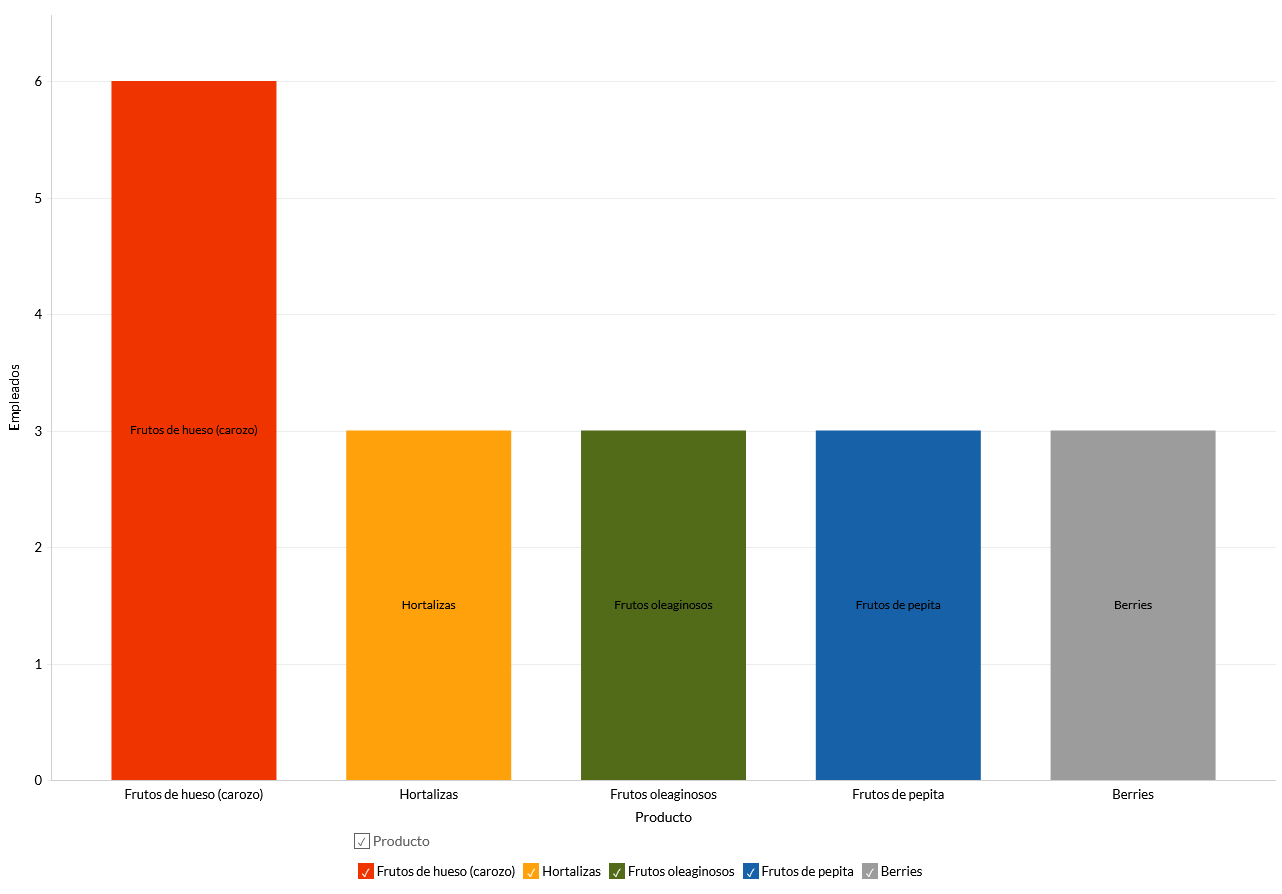 6
5
4
3
2
1
0
Empleados
Frutos de hueso (carozo)
Hortalizas
Frutos oleaginosos
Frutos de pepita
Berries
Frutos de hueso (carozo) Hortalizas Frutos oleaginosos Frutos de pepita Berries
Producto
Producto
Frutos de hueso (carozo) Hortalizas Frutos oleaginosos Frutos de pepita Berries